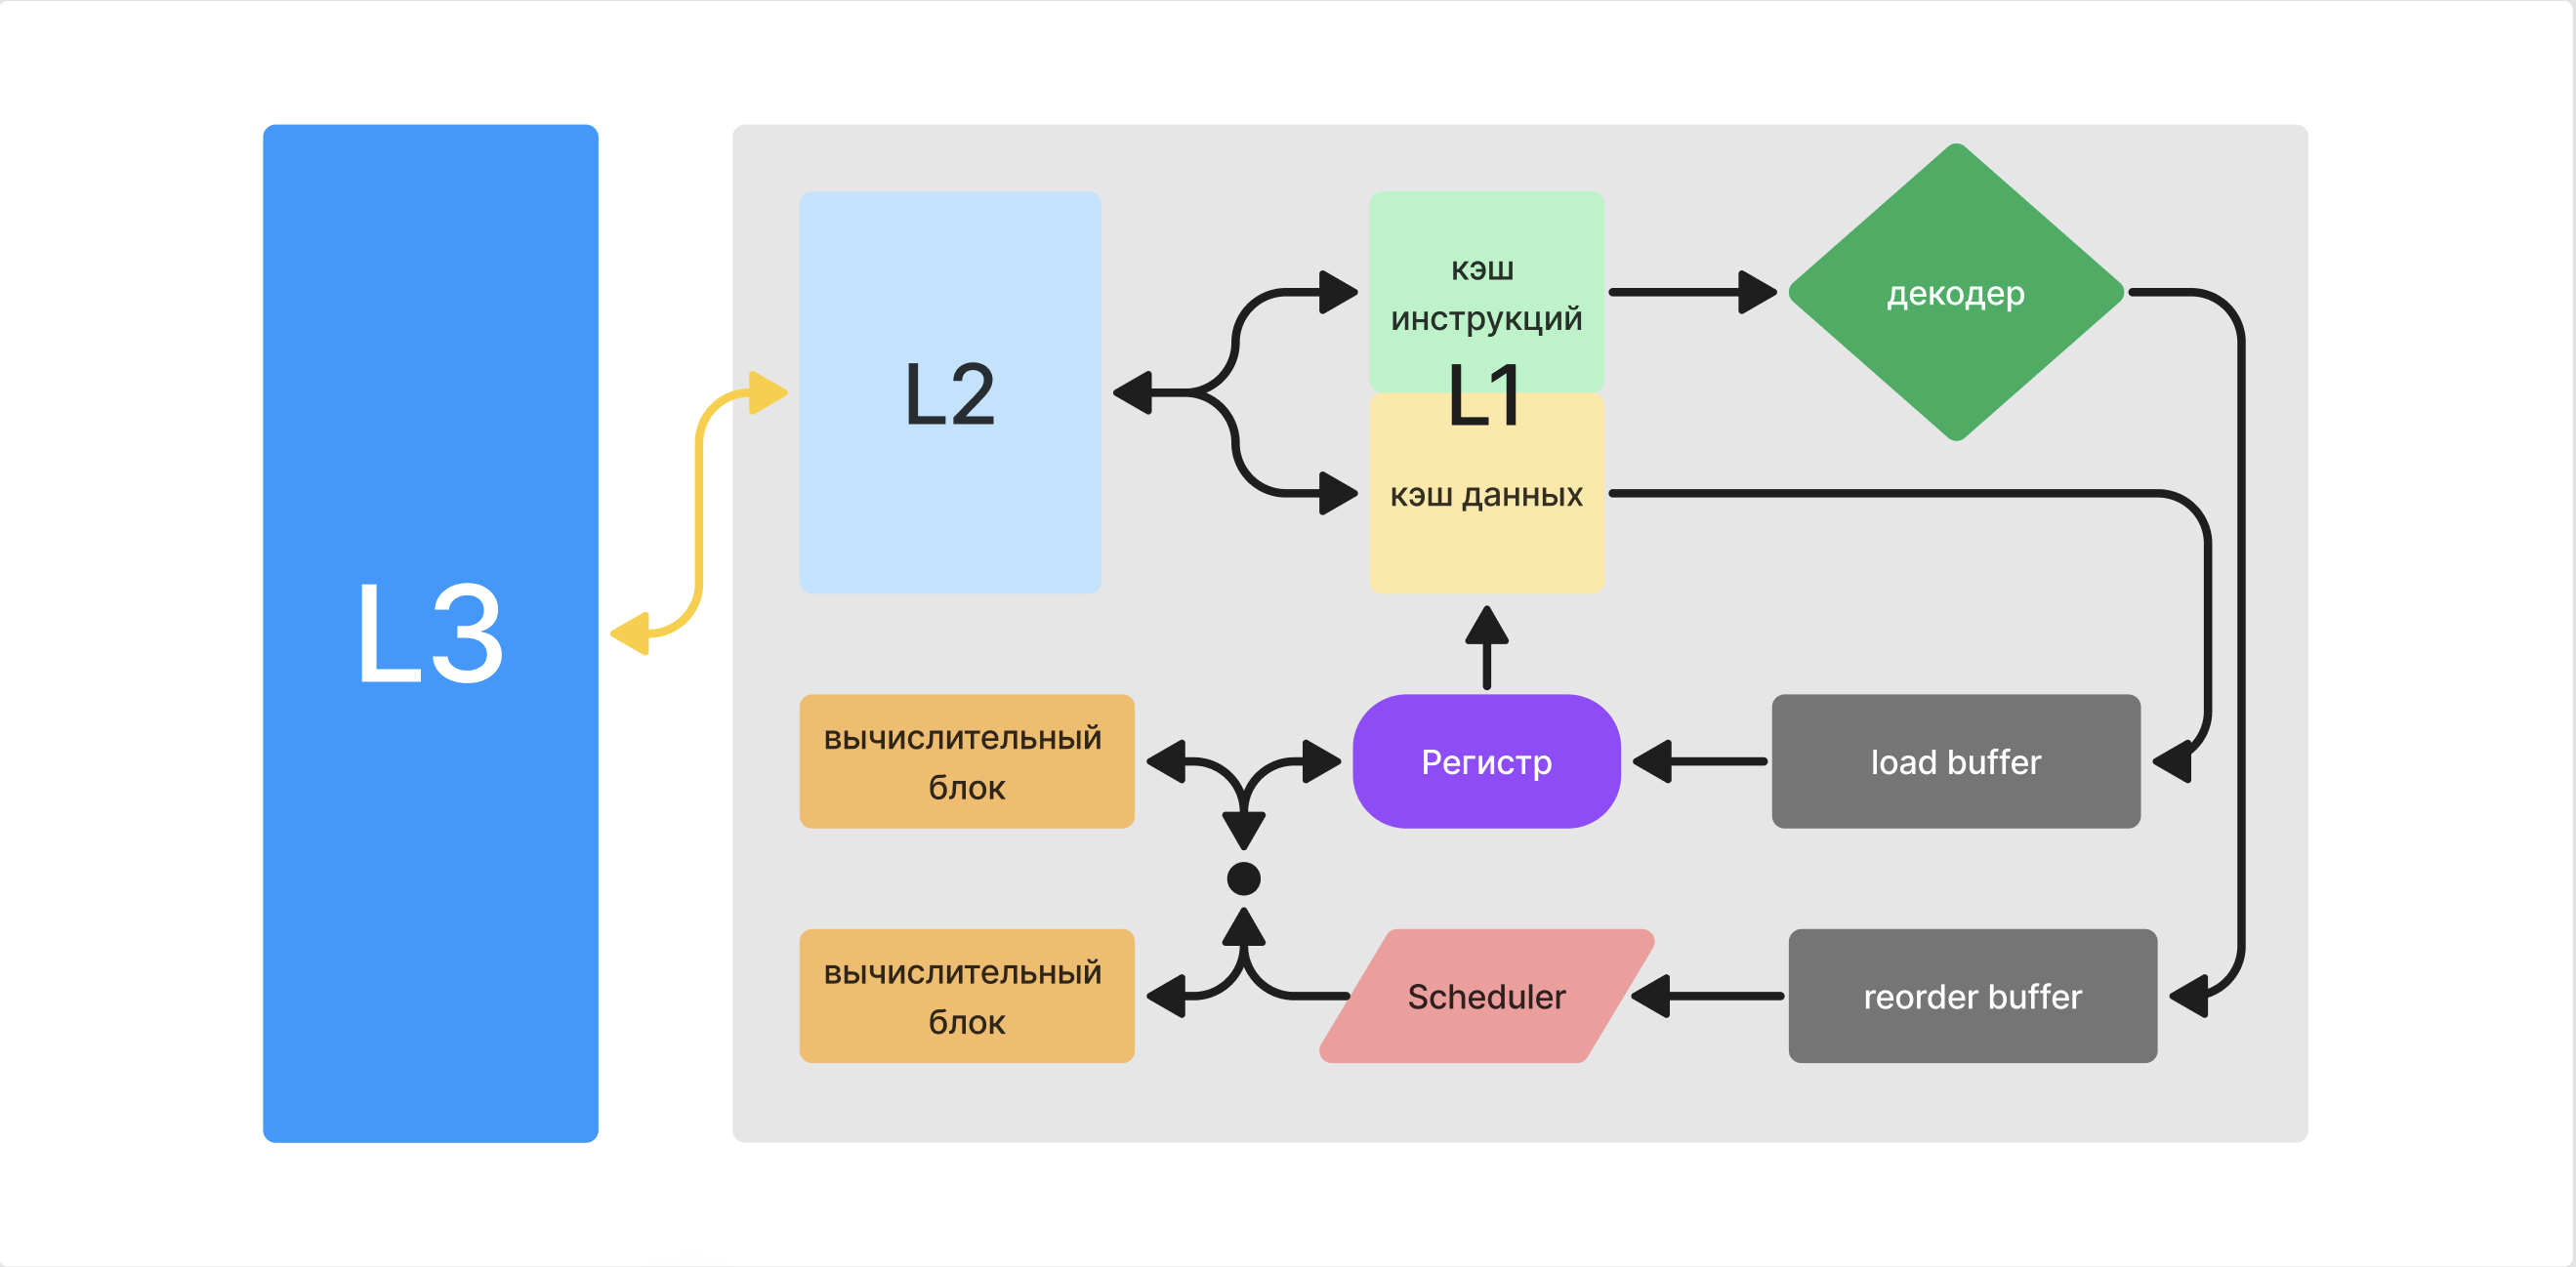 L3
L2
кэш
инструкций
L1
кэш данных
декодер
вычислительный
блок
Регистр
load buffer
вычислительный
блок
Scheduler
reorder buffer